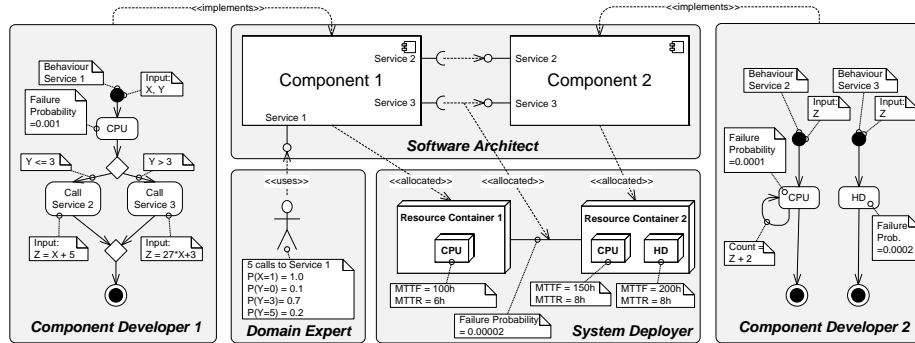 <<implements>>
<<implements>>
Behaviour
Service 1
Input:
X, Y
Failure
Probability
=0.001
CPU
Y <= 3
Y > 3
Call
Service 2
Call
Service 3
Input:
Z = X + 5
Input:
Z = 27*X+3
Component Developer 1
Component 1
Service 2
Service 3
Service 1
Service 2
Service 3
Component 2
Software Architect
<<uses>>
5 calls to Service 1
P(X=1) = 1.0
P(Y=0) = 0.1
P(Y=3)= 0.7
P(Y=5) = 0.2
Domain Expert
<<allocated>>
<<allocated>>
<<allocated>>
Resource Container 1
CPU
MTTF = 100h
MTTR = 6h
Resource Container 2
CPU
HD
MTTF = 150h
MTTR = 8h
MTTF = 200h
MTTR = 8h
Failure Probability
= 0.00002
System Deployer
Behaviour
Service 2
Behaviour
Service 3
Input:
Z
Input:
Z
Failure
Probability
=0.0001
CPU
HD
Count =
Z + 2
Failure
Prob.
=0.0002
Component Developer 2